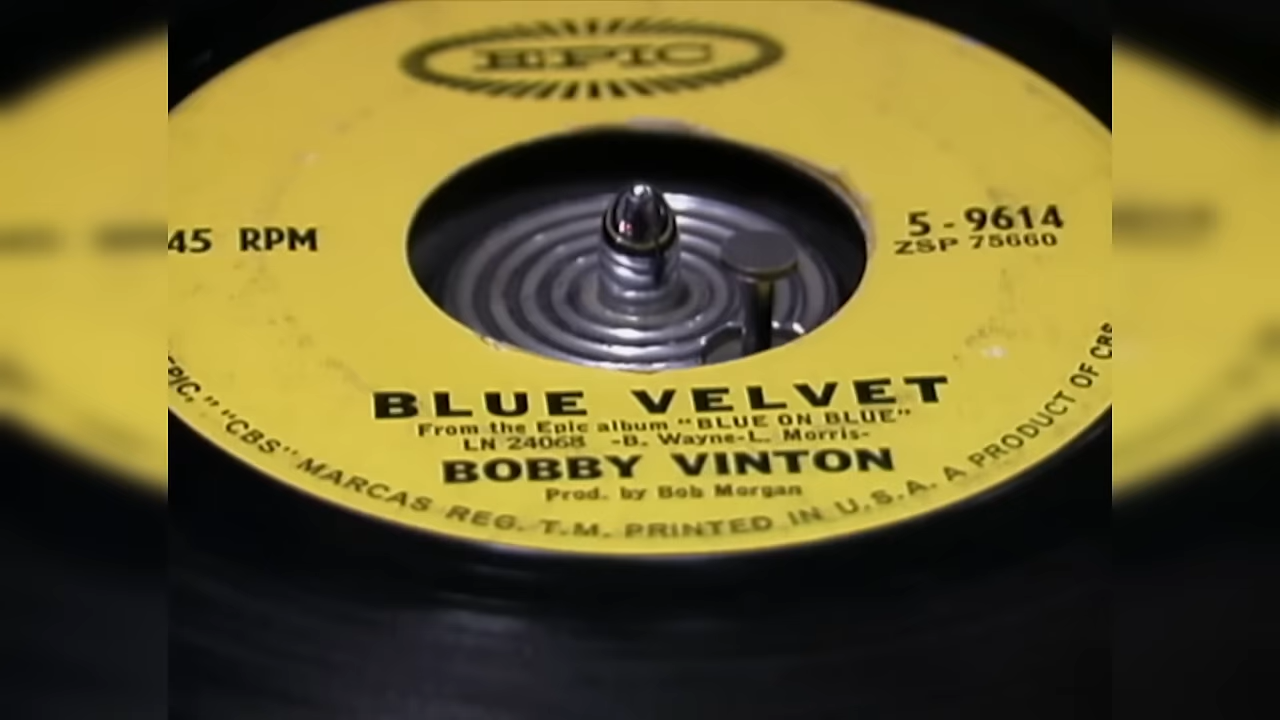 EPIC
45 RPM
5-9614
ZSP 75660
BLUE VELVET
From the Epic album "BLUE ON BLUE"
LN 24068 -B. Wayne-L. Morris-
BOBBY VINTON
Prod. by Bob Morgan
EPIC," "CBS" MARCAS REG. T.M. PRINTED IN U.S.A. A PRODUCT OF CBS